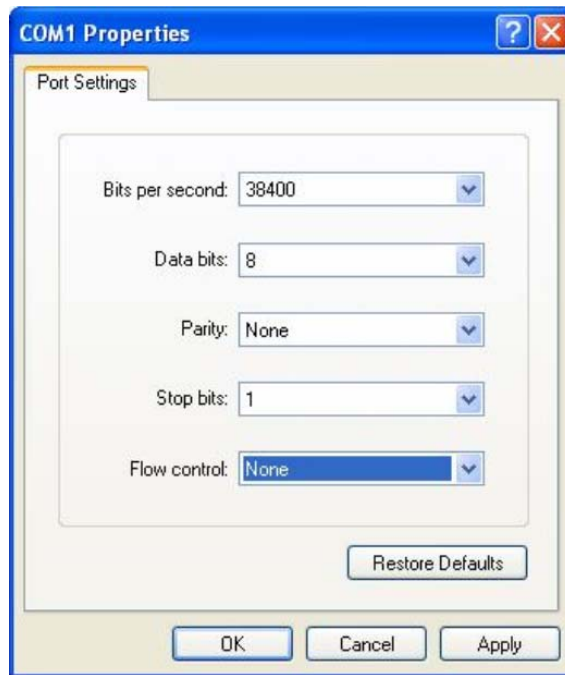 COM1 Properties
Port Settings
Bits per second: 38400
Data bits: 8
Parity: None
Stop bits: 1
Flow control: None
Restore Defaults
OK Cancel Apply